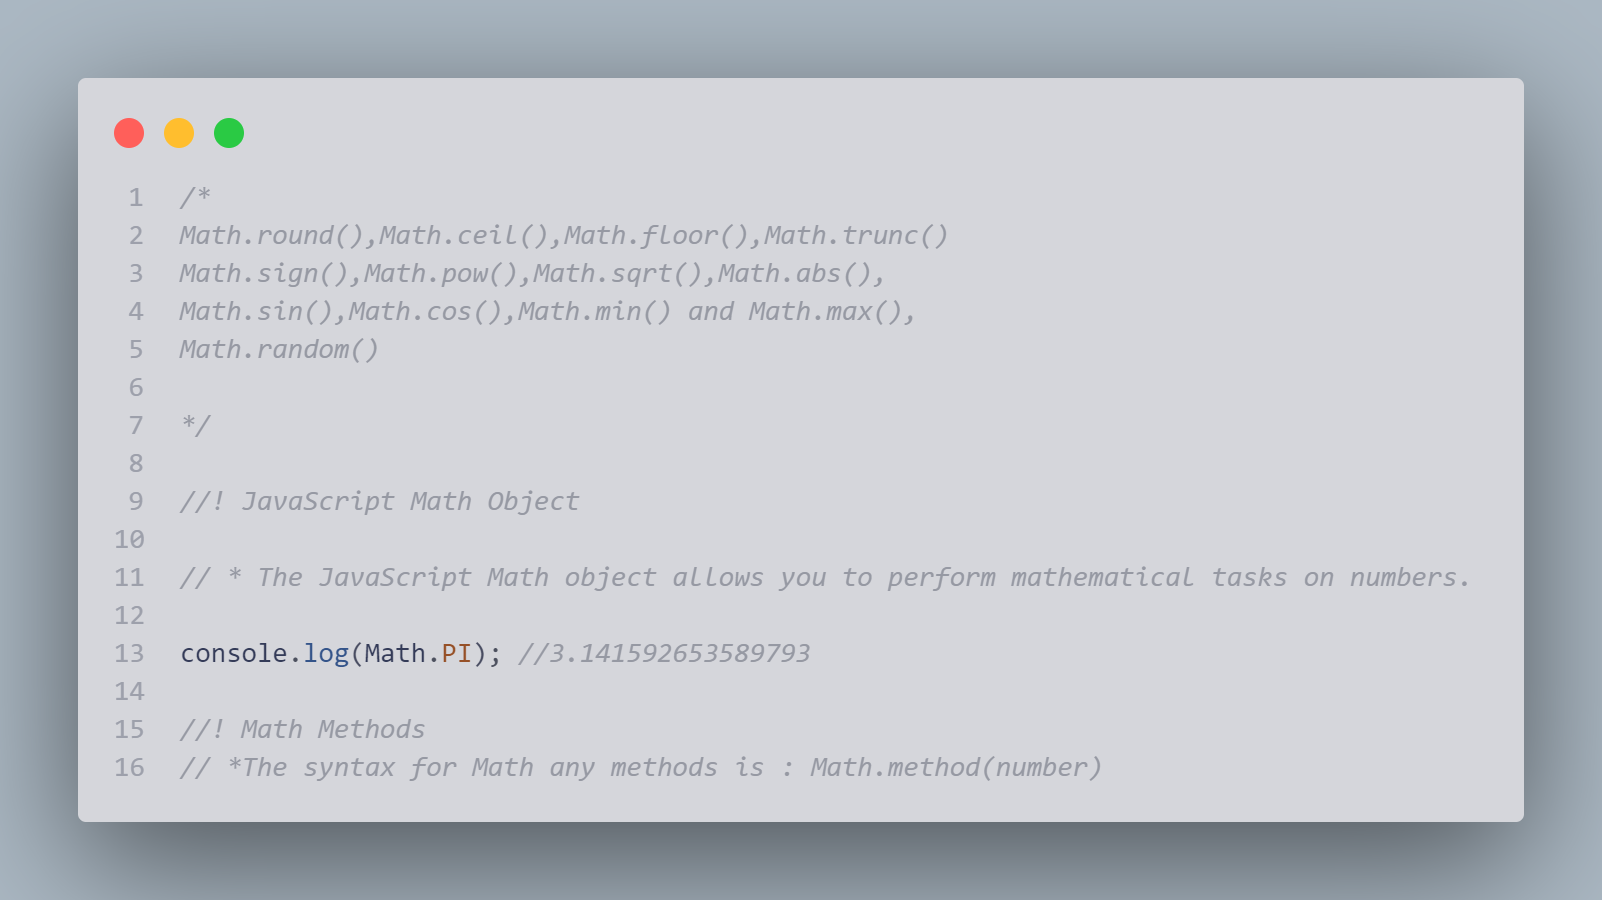 1 /*
2 Math.round(),Math.ceil(),Math.floor(),Math.trunc()
3 Math.sign(),Math.pow(),Math.sqrt(),Math.abs(),
4 Math.sin(),Math.cos(),Math.min() and Math.max(),
5 Math.random()
6
7 */
8
9 //! JavaScript Math Object
10
11 // * The JavaScript Math object allows you to perform mathematical tasks on numbers.
12
13 console.log(Math.PI); //3.141592653589793
14
15 //! Math Methods
16 // *The syntax for Math any methods is : Math.method(number)